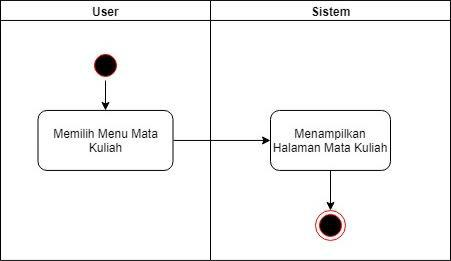 User
Sistem
Memilih Menu Mata
Kuliah
Menampilkan
Halaman Mata Kuliah